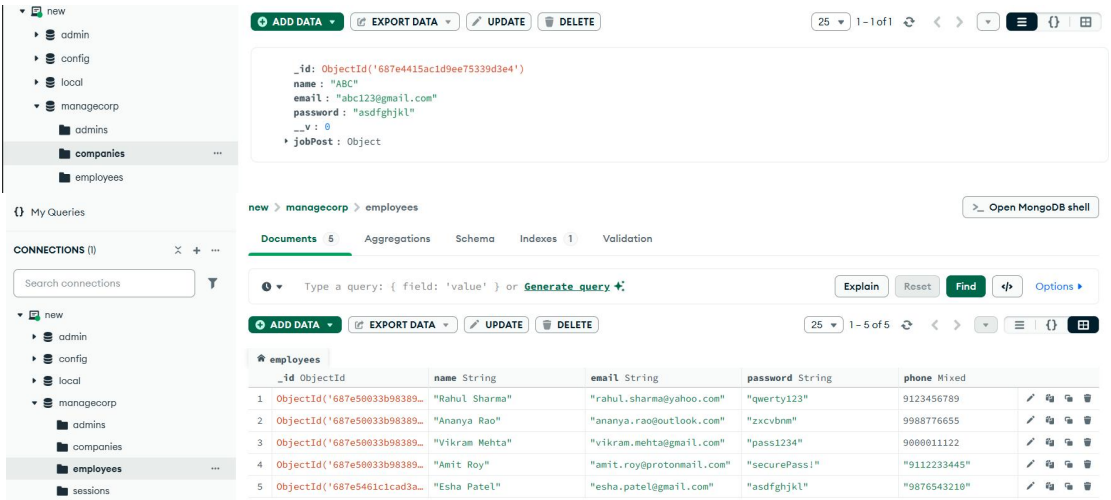 new
admin
config
local
managecorp
admins
companies
employees
ADD DATA EXPORT DATA UPDATE DELETE 25 1 – 1 of 1 {}
_id: ObjectId('687e4415ac1d9ee75339d3e4')
name : "ABC"
email : "abc123@gmail.com"
password : "asdfghjkl"
__v : 0
jobPost : Object
{} My Queries
CONNECTIONS (1)
Search connections
new
admin
config
local
managecorp
admins
companies
employees
sessions
new > managecorp > employees
>_ Open MongoDB shell
Documents 5 Aggregations Schema Indexes 1 Validation
Type a query: { field: 'value' } or Generate query Explain Reset Find </> Options
ADD DATA EXPORT DATA UPDATE DELETE 25 1 – 5 of 5 {}
employees
_id ObjectId name String email String password String phone Mixed
1 ObjectId('687e50033b98389… "Rahul Sharma" "rahul.sharma@yahoo.com" "qwerty123" 9123456789
2 ObjectId('687e50033b98389… "Ananya Rao" "ananya.rao@outlook.com" "zxcvbnm" 9988776655
3 ObjectId('687e50033b98389… "Vikram Mehta" "vikram.mehta@gmail.com" "pass1234" 9000011122
4 ObjectId('687e50033b98389… "Amit Roy" "amit.roy@protonmail.com" "securePass!" "9112233445"
5 ObjectId('687e5461c1cad3a… "Esha Patel" "esha.patel@gmail.com" "asdfghjkl" "9876543210"